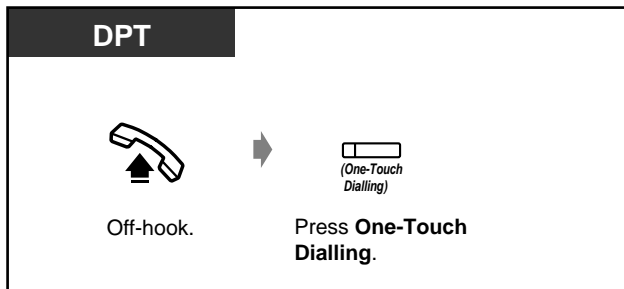 DPT
(One-Touch
Dialling)
Off-hook.
Press One-Touch
Dialling.